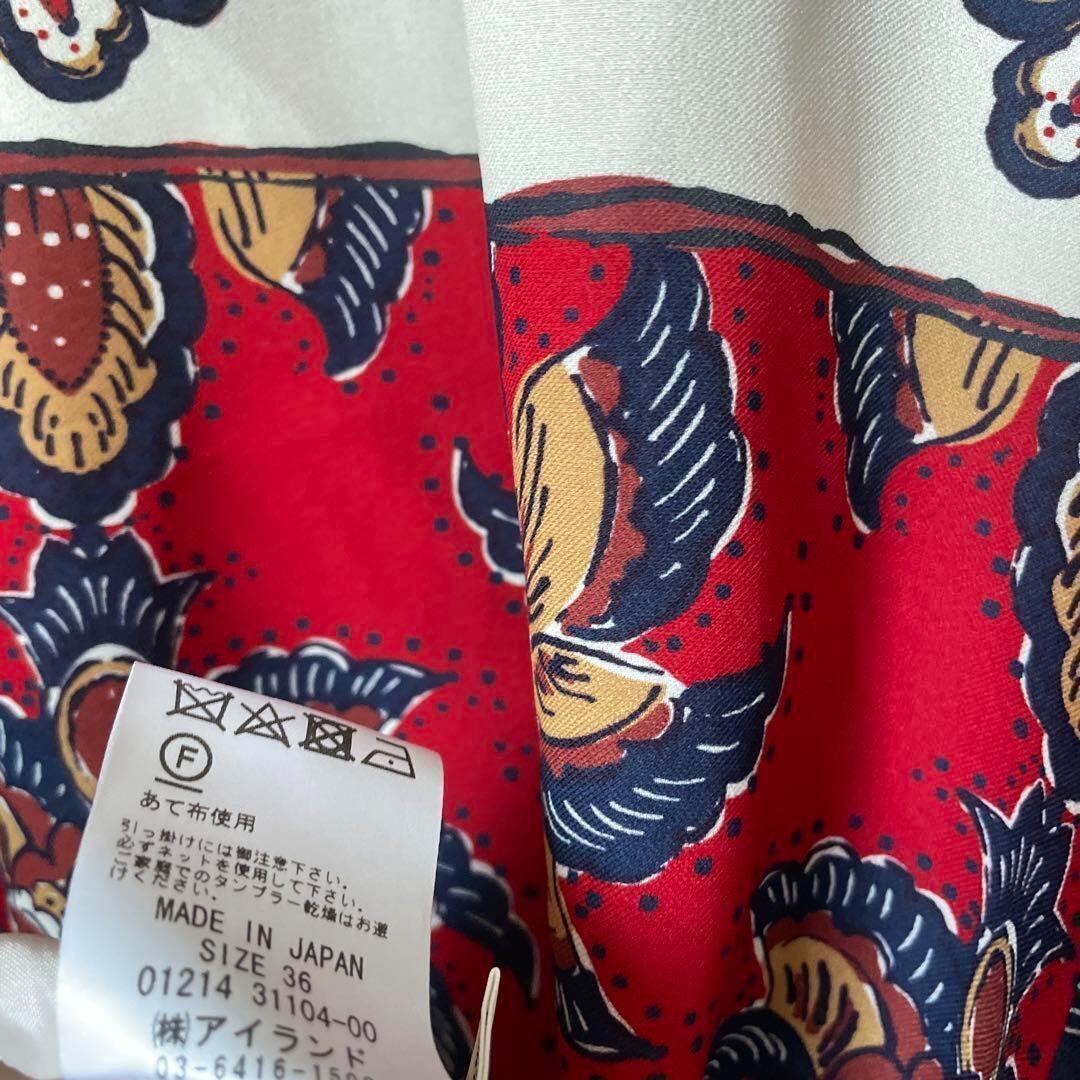 F
あて布使用
引っ掛けには御注意下さい。
必ずネットを使用して下さい。
ご家庭でのタンブラー乾燥はお避
けください。
MADE IN JAPAN
SIZE 36
01214 31104-00
㈱アイランド